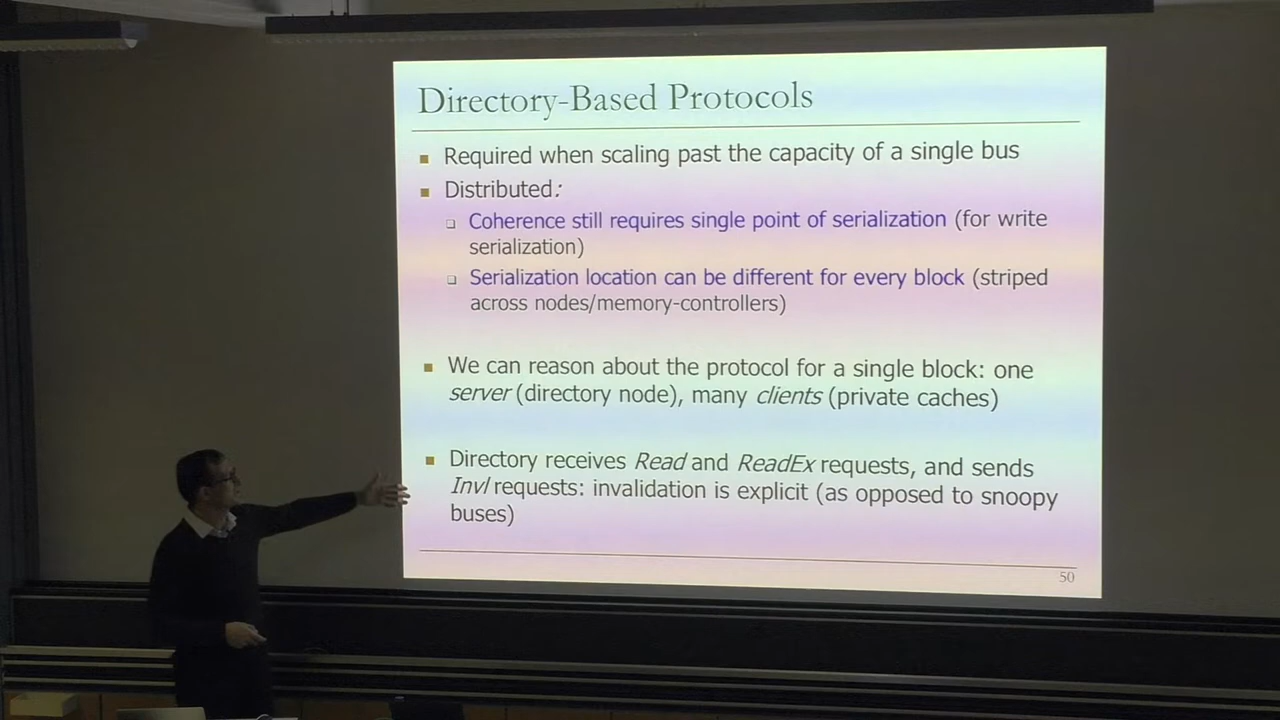 Directory-Based Protocols
Required when scaling past the capacity of a single bus
Distributed:
Coherence still requires single point of serialization (for write
serialization)
Serialization location can be different for every block (striped
across nodes/memory-controllers)
We can reason about the protocol for a single block: one
server (directory node), many clients (private caches)
Directory receives Read and ReadEx requests, and sends
Invl requests: invalidation is explicit (as opposed to snoopy
buses)
50